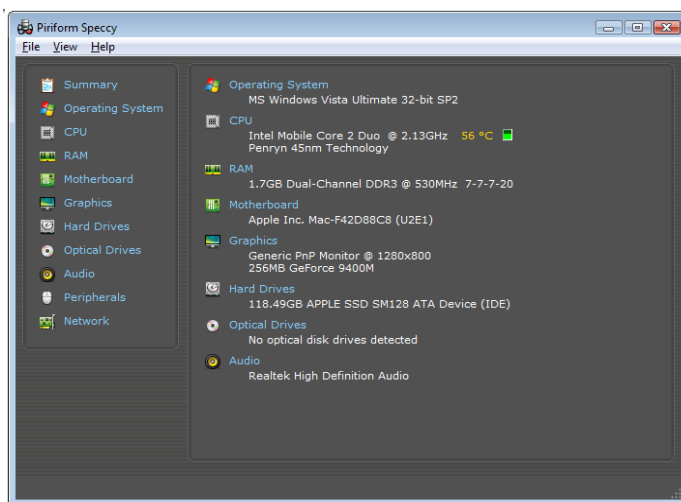 Piriform Speccy
File View Help
Summary
Operating System
CPU
RAM
Motherboard
Graphics
Hard Drives
Optical Drives
Audio
Peripherals
Network
Operating System
MS Windows Vista Ultimate 32-bit SP2
CPU
Intel Mobile Core 2 Duo @ 2.13GHz 56 °C
Penryn 45nm Technology
RAM
1.7GB Dual-Channel DDR3 @ 530MHz 7-7-7-20
Motherboard
Apple Inc. Mac-F42D88C8 (U2E1)
Graphics
Generic PnP Monitor @ 1280x800
256MB GeForce 9400M
Hard Drives
118.49GB APPLE SSD SM128 ATA Device (IDE)
Optical Drives
No optical disk drives detected
Audio
Realtek High Definition Audio